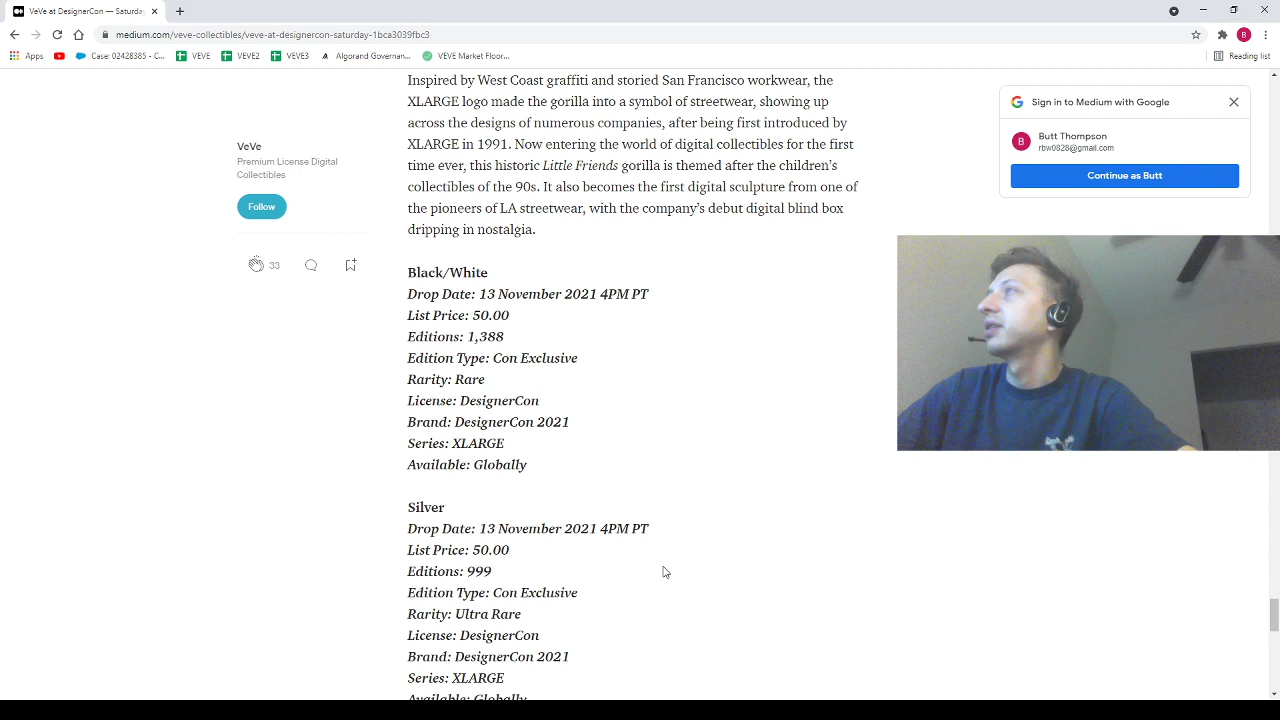 VeVe at DesignerCon — Saturday
medium.com/veve-collectibles/veve-at-designercon-saturday-1bca3039fbc3
B
Apps
Case: 02428385 - C...
VEVE
VEVE2
VEVE3
Algorand Governan...
VEVE Market Floor...
Reading list
Inspired by West Coast graffiti and storied San Francisco workwear, the
XLARGE logo made the gorilla into a symbol of streetwear, showing up
across the designs of numerous companies, after being first introduced by
XLARGE in 1991. Now entering the world of digital collectibles for the first
time ever, this historic Little Friends gorilla is themed after the children's
collectibles of the 90s. It also becomes the first digital sculpture from one of
the pioneers of LA streetwear, with the company's debut digital blind box
dripping in nostalgia.
VeVe
Premium License Digital
Collectibles
Follow
33
Sign in to Medium with Google
B
Butt Thompson
rbw0828@gmail.com
Continue as Butt
Black/White
Drop Date: 13 November 2021 4PM PT
List Price: 50.00
Editions: 1,388
Edition Type: Con Exclusive
Rarity: Rare
License: DesignerCon
Brand: DesignerCon 2021
Series: XLARGE
Available: Globally
Silver
Drop Date: 13 November 2021 4PM PT
List Price: 50.00
Editions: 999
Edition Type: Con Exclusive
Rarity: Ultra Rare
License: DesignerCon
Brand: DesignerCon 2021
Series: XLARGE
Available: Globally